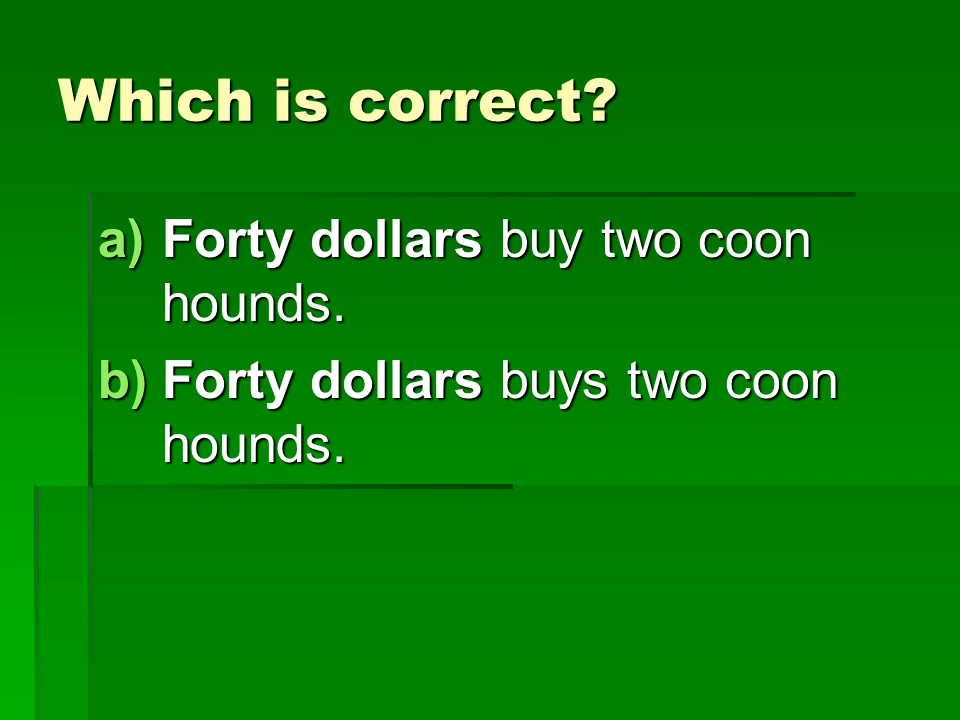 Which is correct?
a) Forty dollars buy two coon
hounds.
b) Forty dollars buys two coon
hounds.